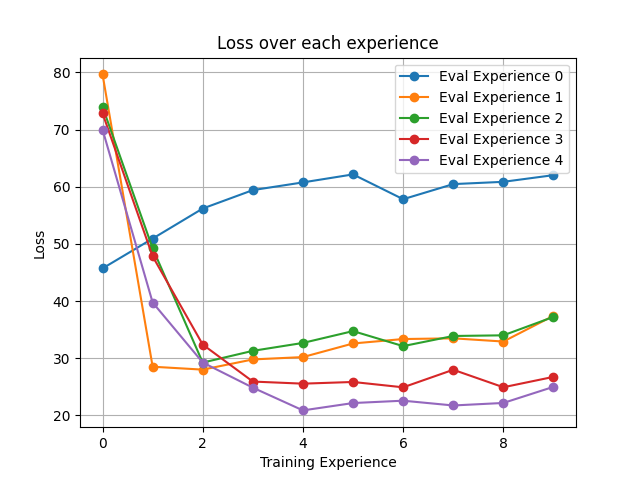 Loss over each experience
Eval Experience 0
Eval Experience 1
Eval Experience 2
Eval Experience 3
Eval Experience 4
80
70
60
50
40
30
20
Loss
0 2 4 6 8
Training Experience